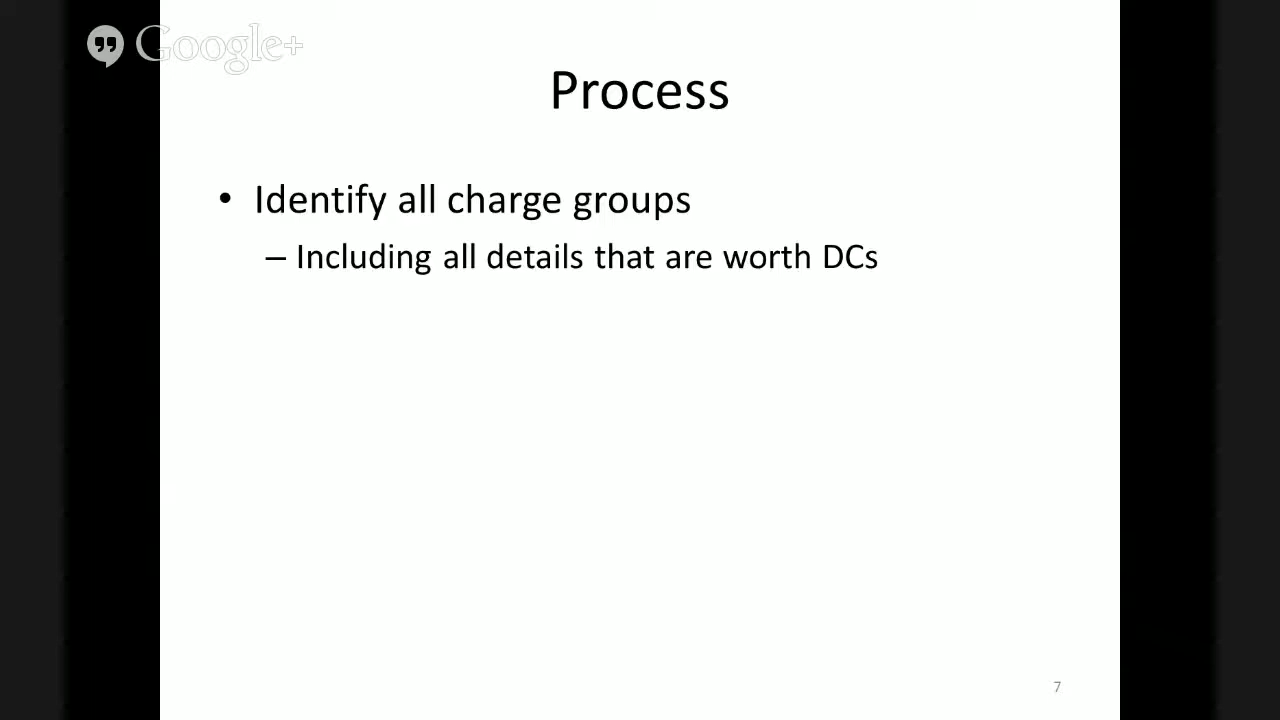 Google+
Process
• Identify all charge groups
– Including all details that are worth DCs
7